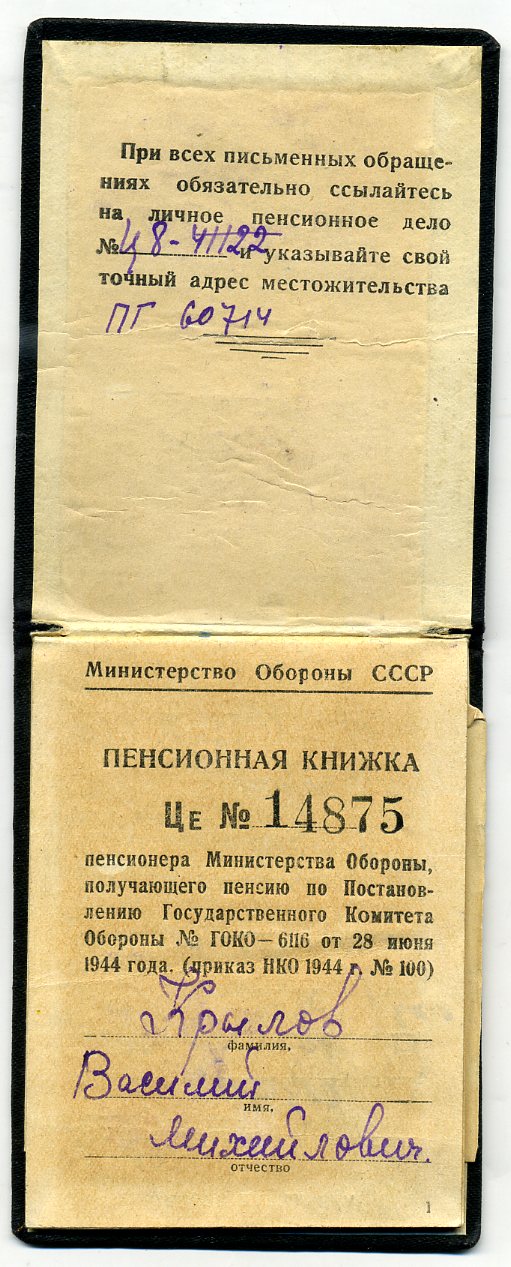 При всех письменных обраще-
ниях обязательно ссылайтесь
на личное пенсионное дело
№ Ц8-41122 и указывайте свой
точный адрес местожительства
ПГ 60714
Министерство Обороны СССР
ПЕНСИОННАЯ КНИЖКА
Це № 14875
пенсионера Министерства Обороны,
получающего пенсию по Постанов-
лению Государственного Комитета
Обороны № ГОКО—6116 от 28 июня
1944 года. (приказ НКО 1944 г. № 100)
Крылов
фамилия,
Василий
имя,
Михайлович.
отчество
1